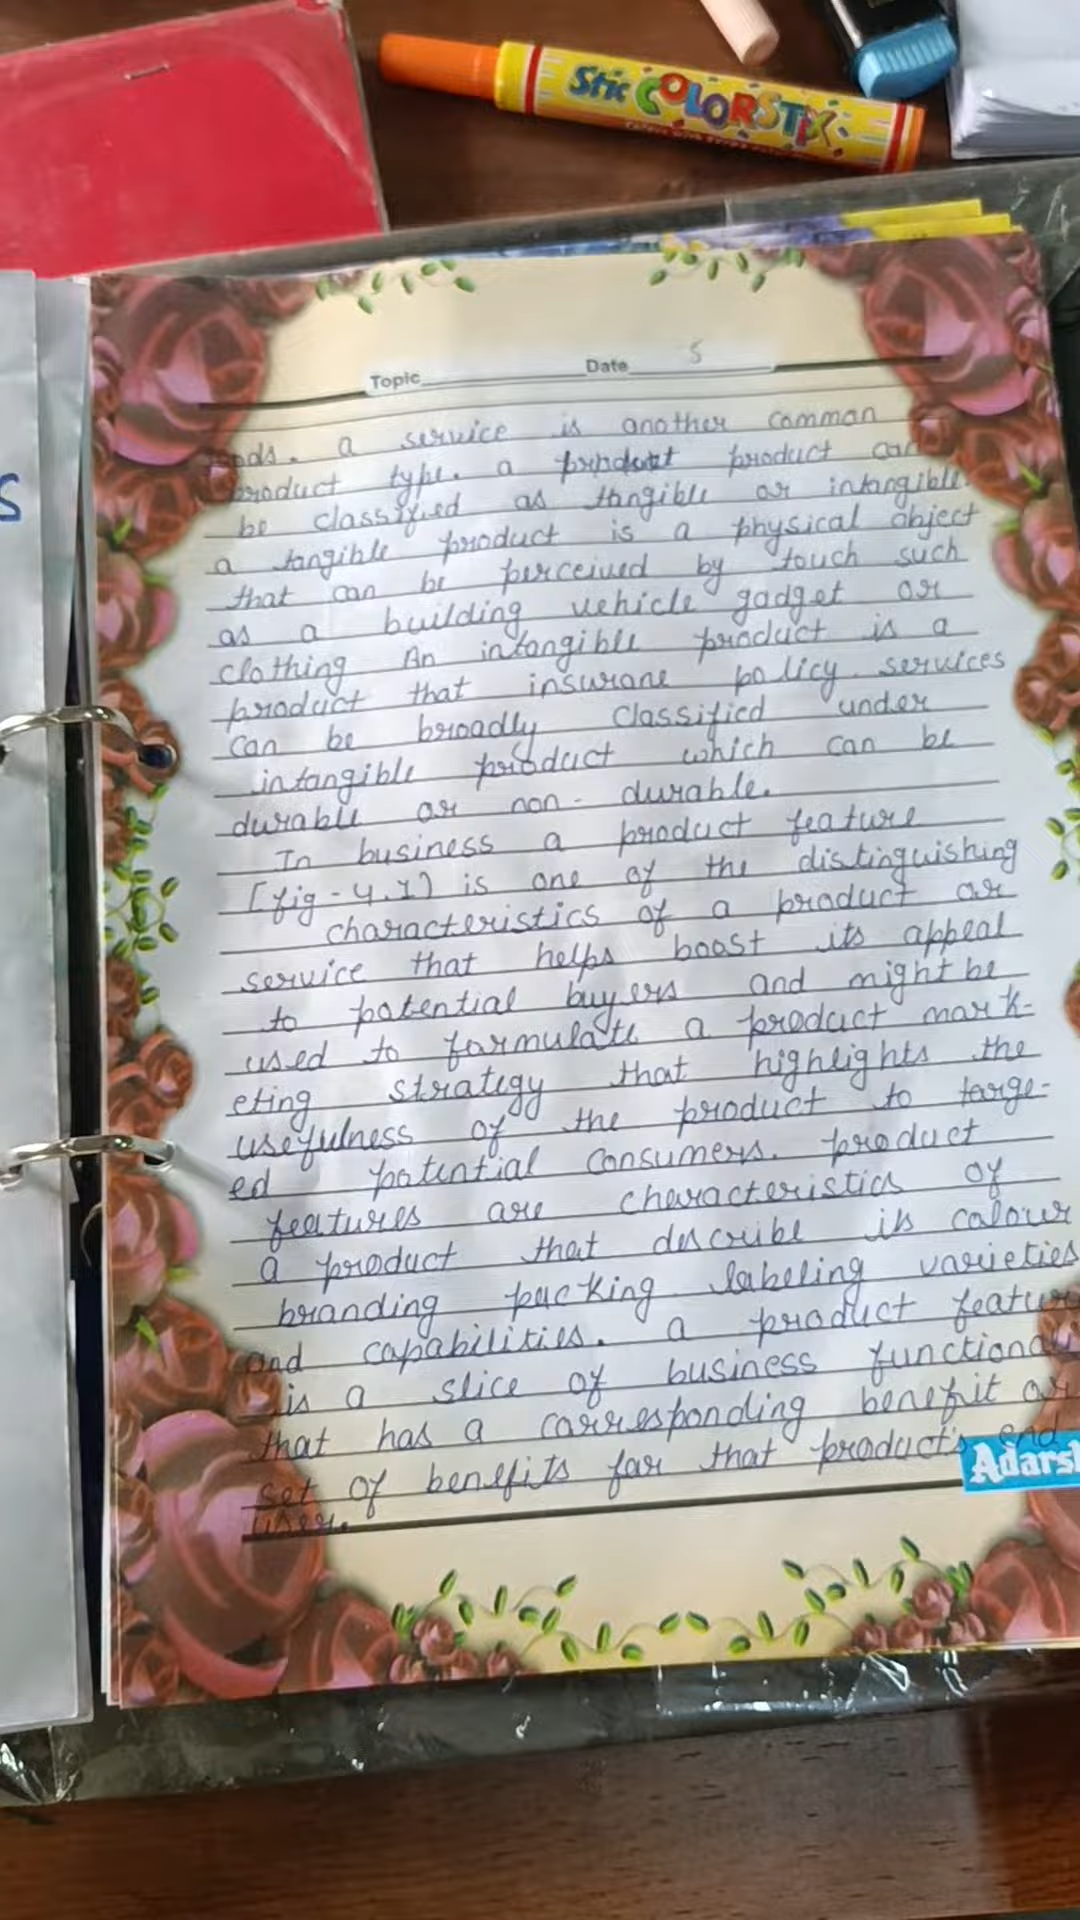 Stic COLORSTIX
S
Topic Date 5
a service is another common
product type. a product product can
be classified as tangible or intangible.
a tangible product is a physical object
that can be perceived by touch such
as a building vehicle gadget or
clothing An intangible product is a
product that insurane policy services
can be broadly classified under
intangible product which can be
durable or non - durable.
In business a product feature
[fig - 4.1] is one of the distinguishing
characteristics of a product or
service that helps boost its appeal
to potential buyers and might be
used to formulate a product mark-
eting strategy that highlights the
usefulness of the product to targe-
ed potential consumers. product
features are characteristics of
a product that describe its colour
branding packing labeling varieties
and capabilities. a product featur
is a slice of business functiona
that has a corresponding benefit or
set of benefits for that product's end
user.
Adarsh